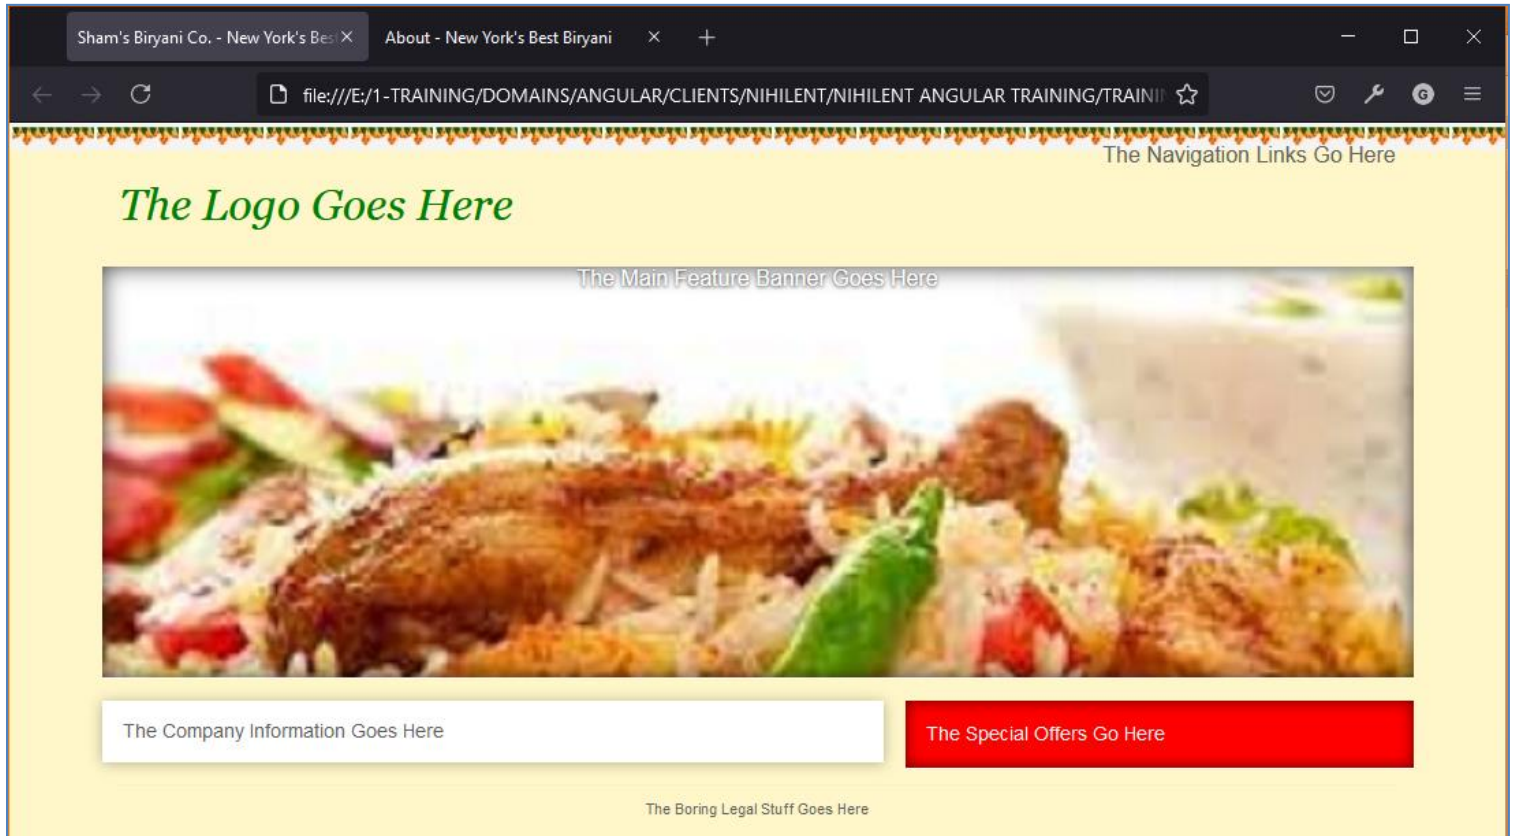 Sham's Biryani Co. - New York's Bes
About - New York's Best Biryani
file:///E:/1-TRAINING/DOMAINS/ANGULAR/CLIENTS/NIHILENT/NIHILENT ANGULAR TRAINING/TRAINI
G
The Navigation Links Go Here
The Logo Goes Here
The Main Feature Banner Goes Here
The Company Information Goes Here
The Special Offers Go Here
The Boring Legal Stuff Goes Here